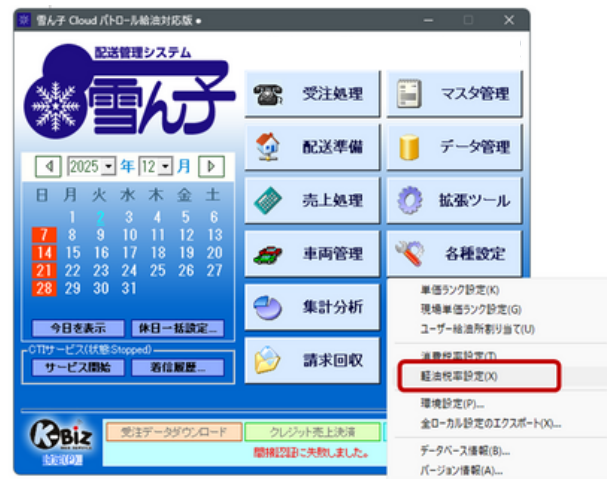 雪ん子 Cloud パトロール給油対応版 ●
配送管理システム
雪ん子
2025 年 12 月
日 月 火 水 木 金 土
1 2 3 4 5 6
7 8 9 10 11 12 13
14 15 16 17 18 19 20
21 22 23 24 25 26 27
28 29 30 31
今日を表示 休日一括設定...
CTIサービス(状態:Stopped)
サービス開始 着信履歴...
受注処理
マスタ管理
配送準備
データ管理
売上処理
拡張ツール
車両管理
各種設定
集計分析
請求回収
単価ランク設定(K)
現場単価ランク設定(G)
ユーザー給油所割り当て(U)
消費税率設定(T)
軽油税率設定(X)
環境設定(P)...
全ローカル設定のエクスポート(X)...
データベース情報(B)...
バージョン情報(A)...
K-Biz
設定(P)
受注データダウンロード
クレジット売上決済
間接認証に失敗しました。